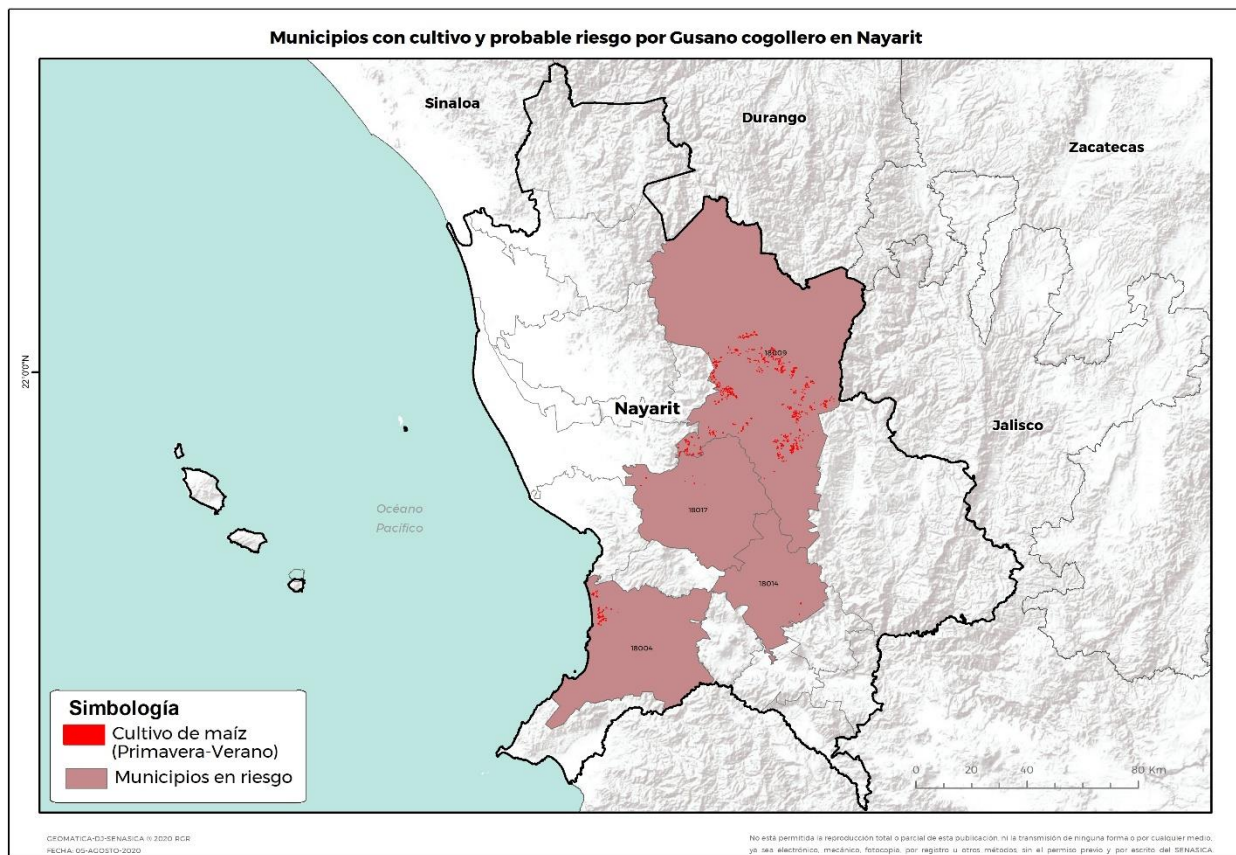 Municipios con cultivo y probable riesgo por Gusano cogollero en Nayarit
Sinaloa
Durango
Zacatecas
22°0'0"N
18009
Nayarit
Jalisco
Océano
Pacífico
18017
18014
18004
Simbología
Cultivo de maíz
(Primavera-Verano)
Municipios en riesgo
0 20 40 80 Km
GEOMATICA-DJ-SENASICA ® 2020 RGR
FECHA: 05-AGOSTO-2020
No está permitida la reproducción total o parcial de esta publicación, ni la transmisión de ninguna forma o por cualquier medio,
ya sea electrónico, mecánico, fotocopia, por registro u otros métodos, sin el permiso previo y por escrito del SENASICA.